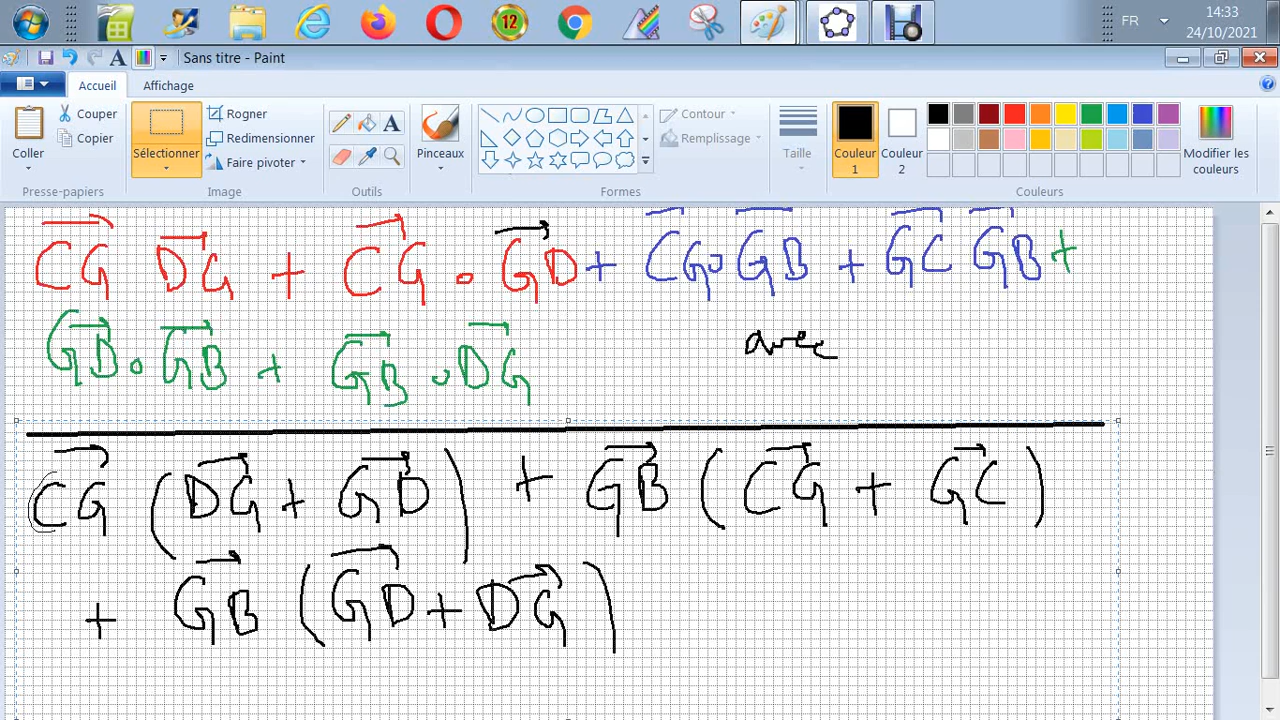 12
FR
14:33
24/10/2021
Sans titre - Paint
Accueil Affichage
Coller
Couper
Copier
Sélectionner
Rogner
Redimensionner
Faire pivoter
Pinceaux
Contour
Remplissage
Taille
Couleur 1
Couleur 2
Modifier les couleurs
Presse-papiers Image Outils Formes Couleurs
CG DG + CG • GD + CG • GB + GC GB +
GD • GB + GB • DG
avec
CG (DG + GD) + GB (CG + GC)
+ GB (GD + DG)